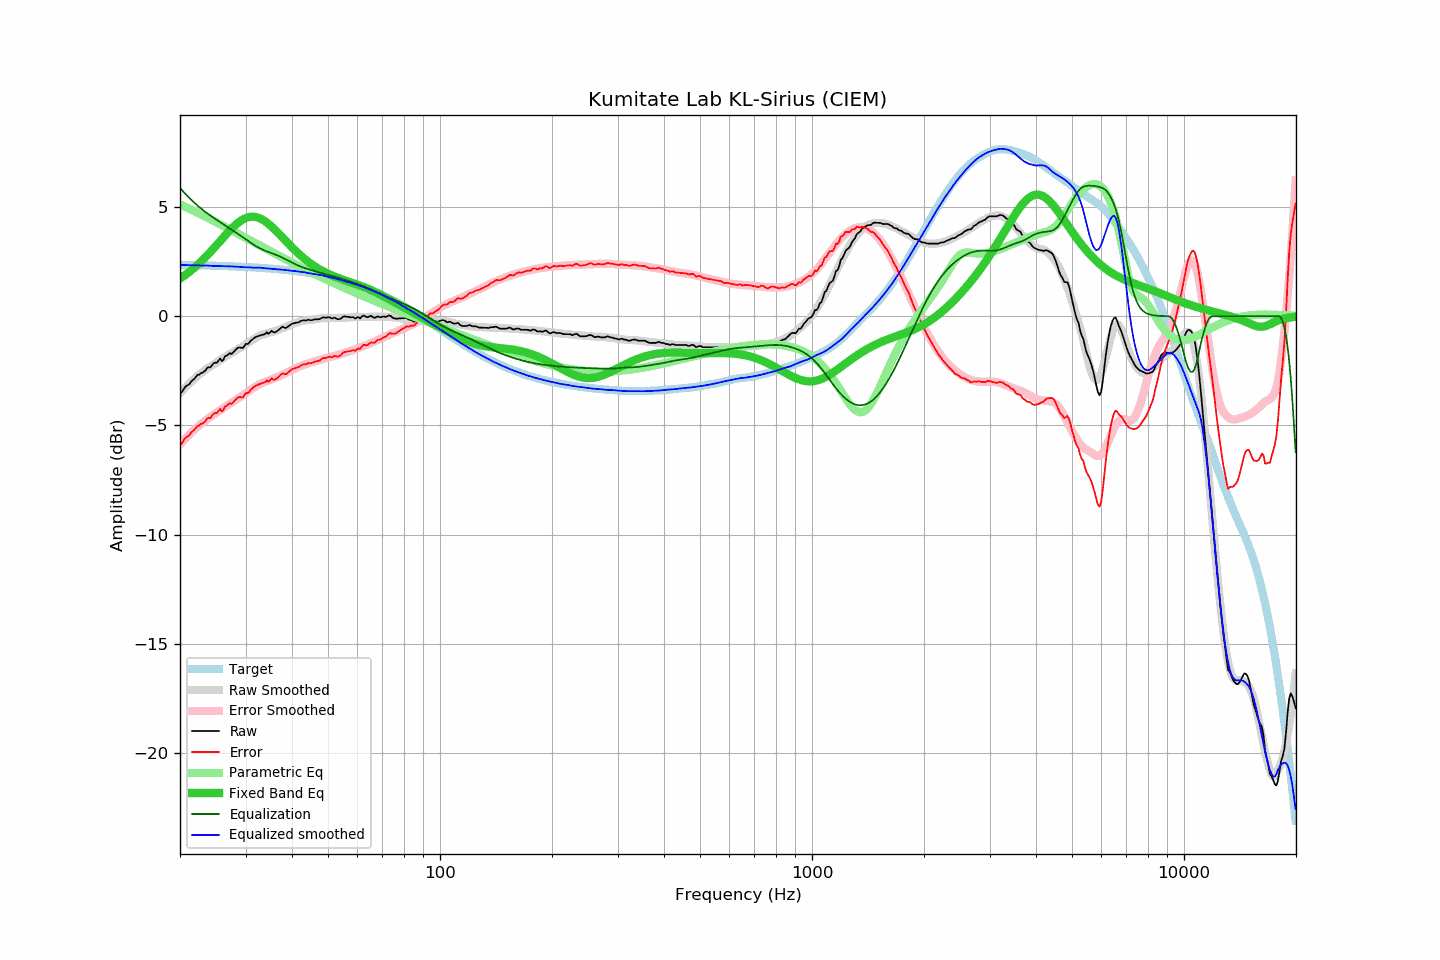 Kumitate Lab KL-Sirius (CIEM)
Amplitude (dBr)
5
0
−5
−10
−15
−20
Target
Raw Smoothed
Error Smoothed
Raw
Error
Parametric Eq
Fixed Band Eq
Equalization
Equalized smoothed
100 1000 10000
Frequency (Hz)